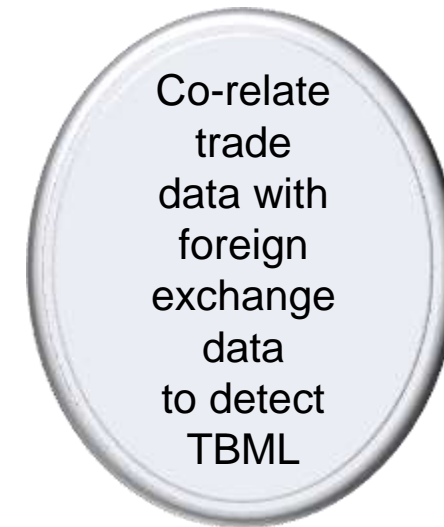 Co-relate
trade
data with
foreign
exchange
data
to detect
TBML